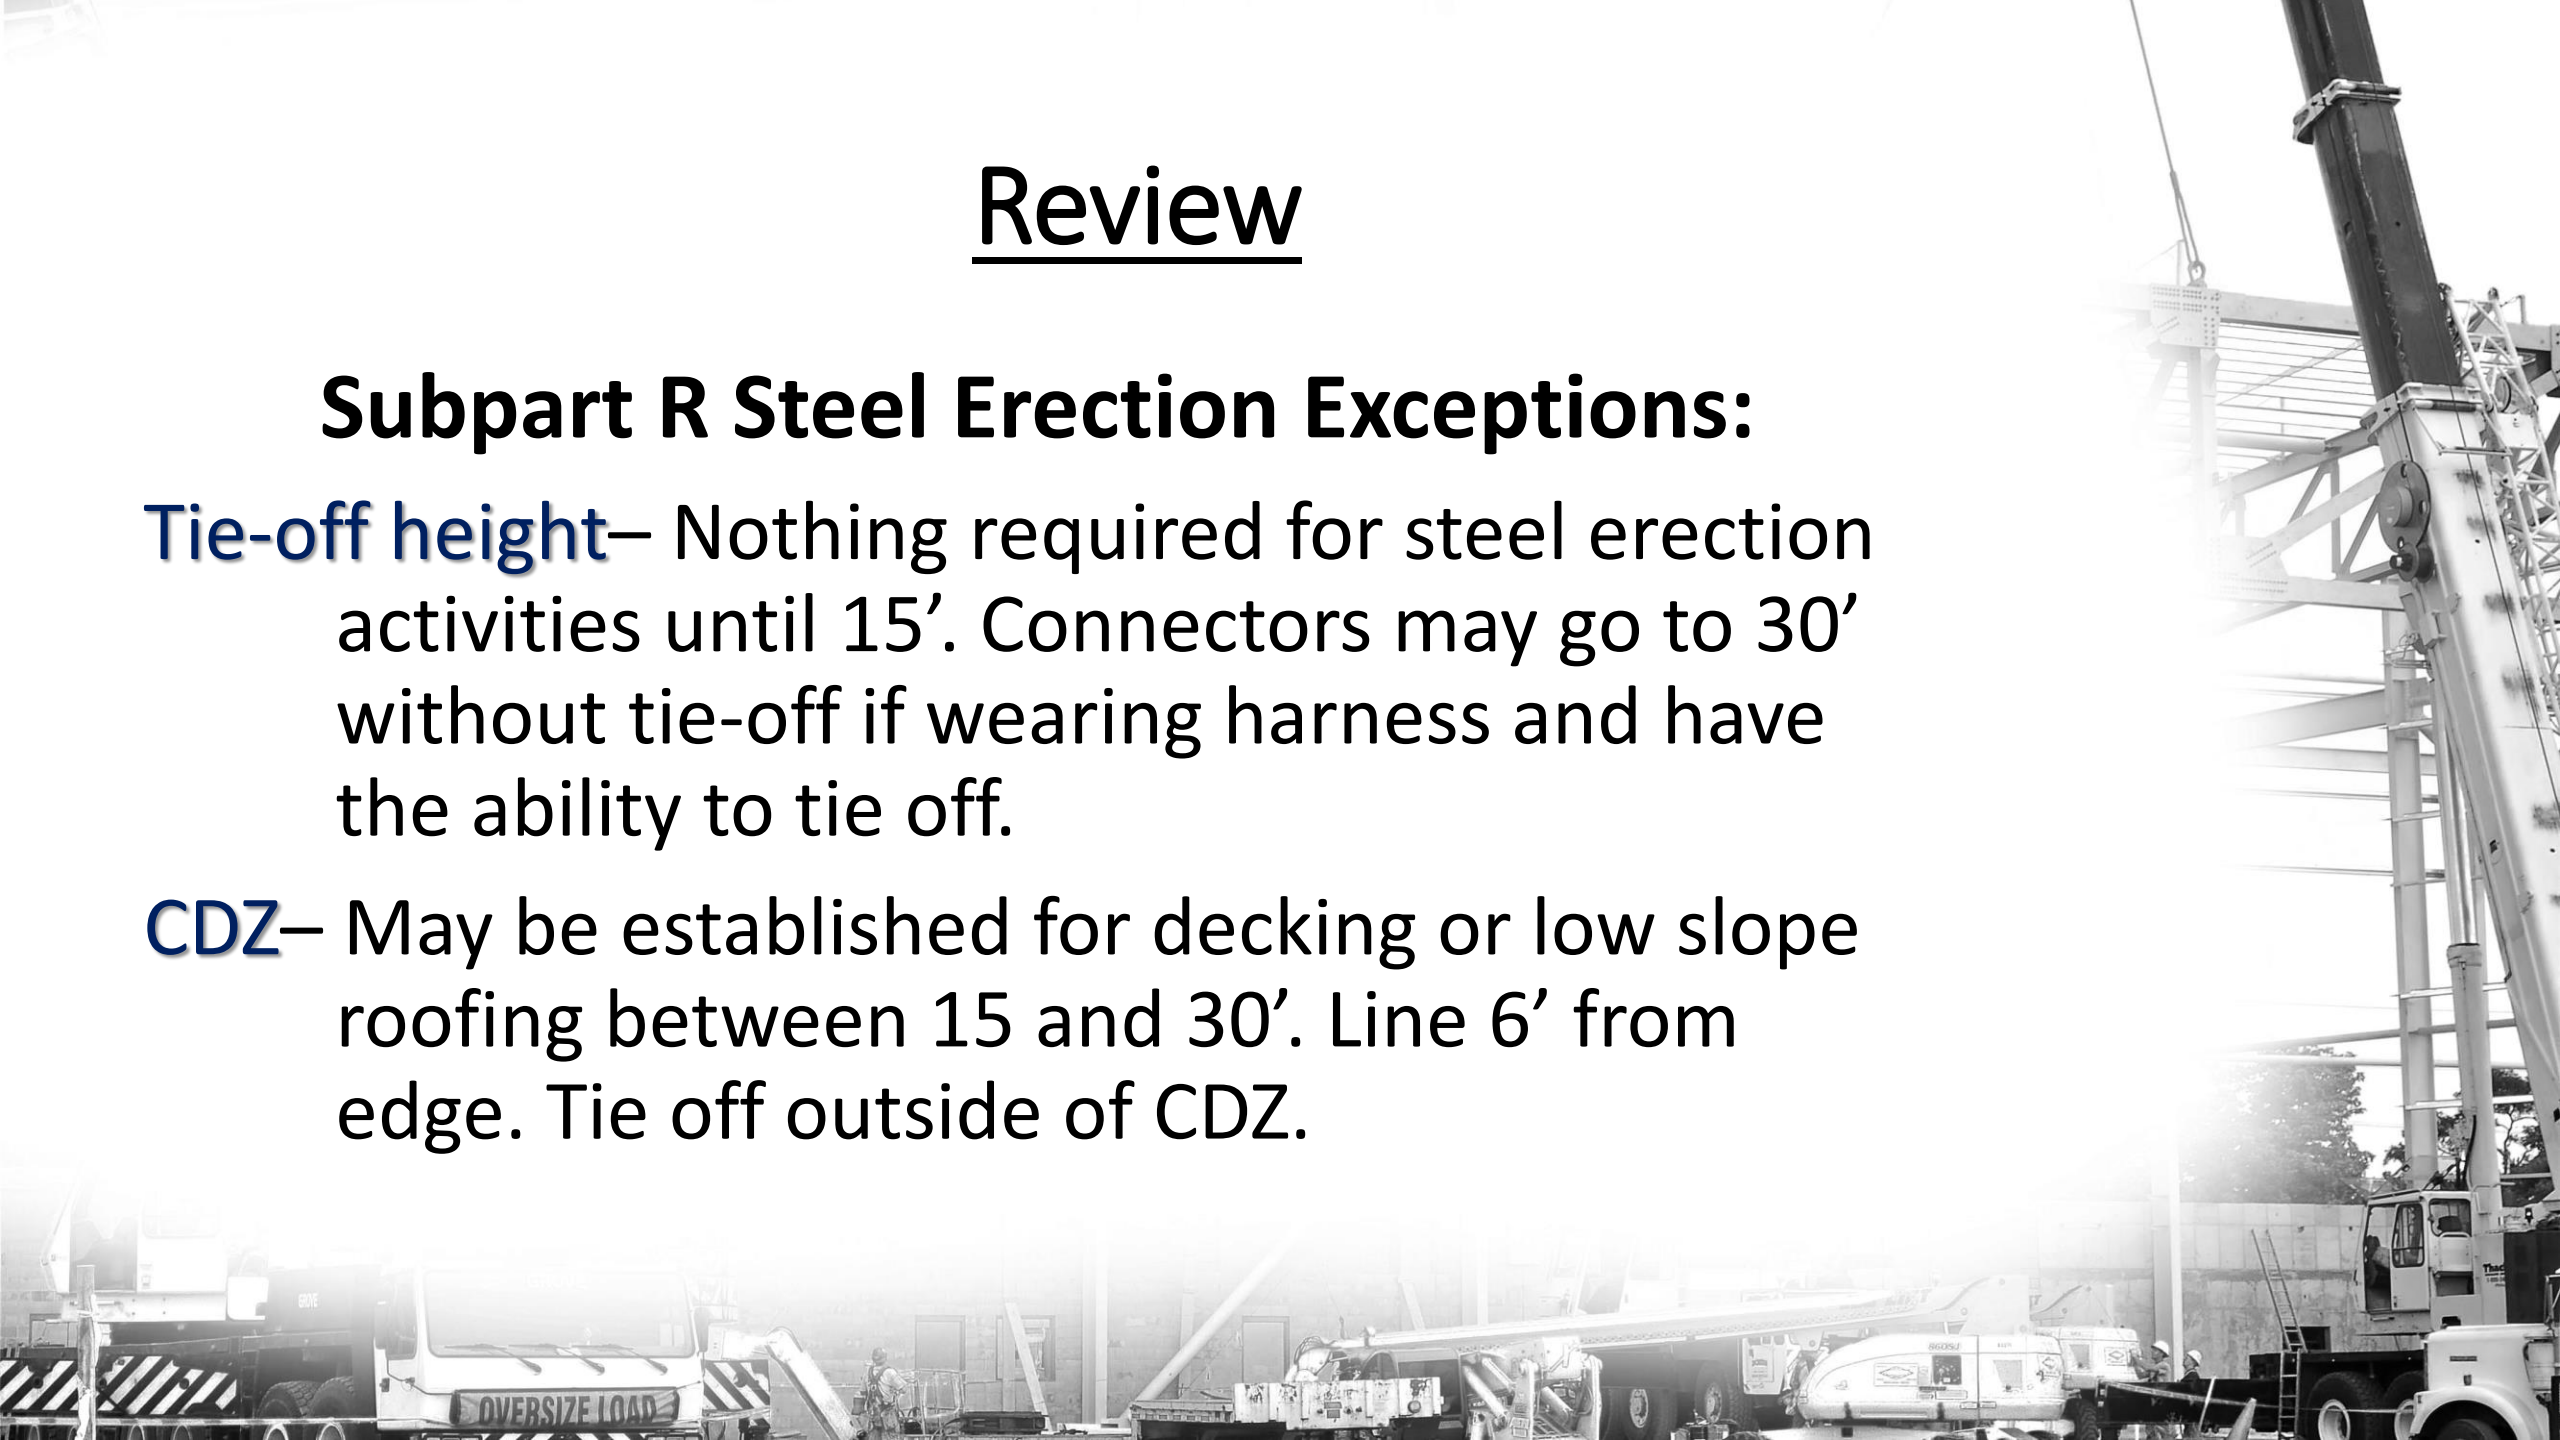 Review
Subpart R Steel Erection Exceptions:
Tie-off height– Nothing required for steel erection
activities until 15’. Connectors may go to 30’
without tie-off if wearing harness and have
the ability to tie off.
CDZ– May be established for decking or low slope
roofing between 15 and 30’. Line 6’ from
edge. Tie off outside of CDZ.
GROVE
OVERSIZE LOAD